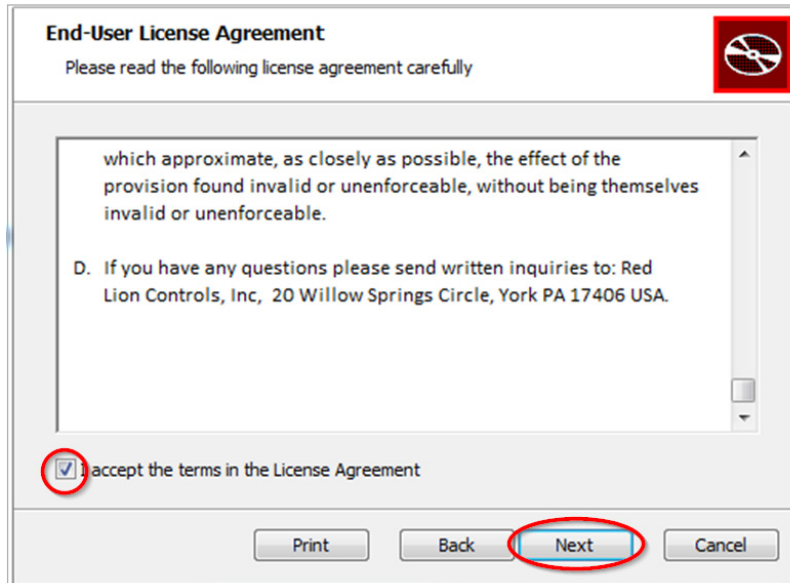 End-User License Agreement
Please read the following license agreement carefully
which approximate, as closely as possible, the effect of the
provision found invalid or unenforceable, without being themselves
invalid or unenforceable.
D. If you have any questions please send written inquiries to: Red
Lion Controls, Inc, 20 Willow Springs Circle, York PA 17406 USA.
I accept the terms in the License Agreement
Print Back Next Cancel